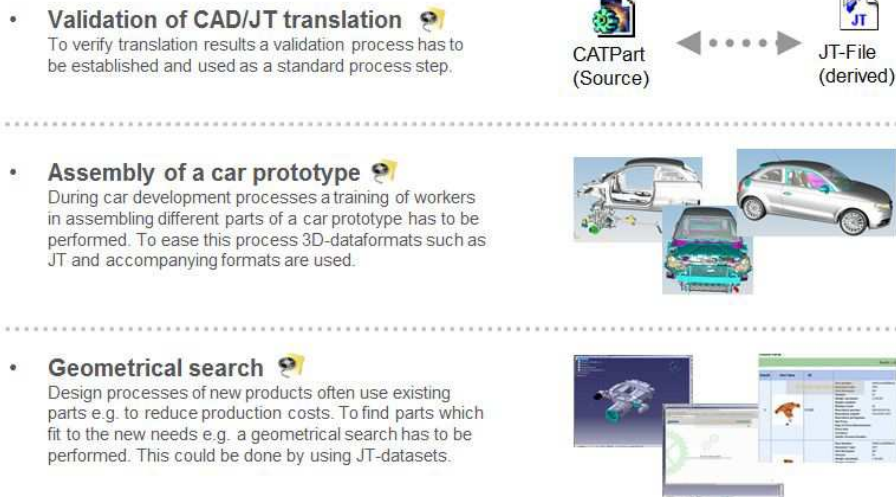 • Validation of CAD/JT translation
To verify translation results a validation process has to
be established and used as a standard process step.
JT
CATPart
(Source)
JT-File
(derived)
• Assembly of a car prototype
During car development processes a training of workers
in assembling different parts of a car prototype has to be
performed. To ease this process 3D-dataformats such as
JT and accompanying formats are used.
• Geometrical search
Design processes of new products often use existing
parts e.g. to reduce production costs. To find parts which
fit to the new needs e.g. a geometrical search has to be
performed. This could be done by using JT-datasets.